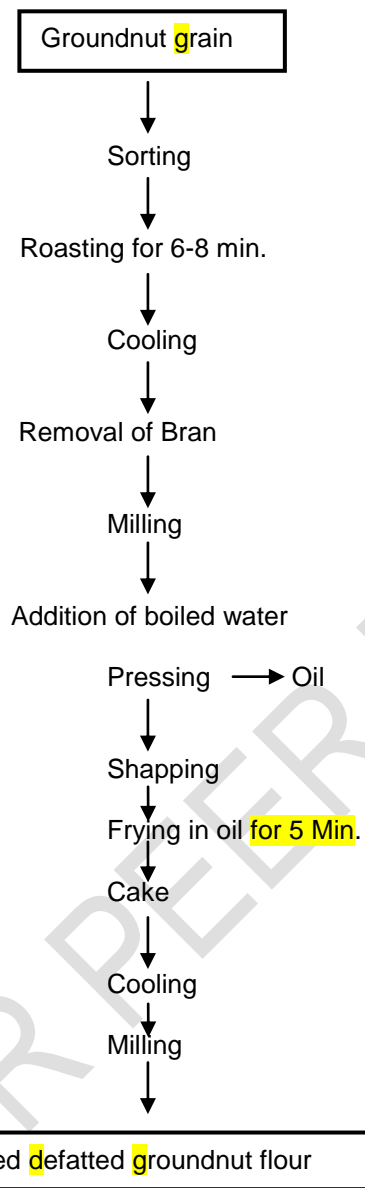 Groundnut grain
Sorting
Roasting for 6-8 min.
Cooling
Removal of Bran
Milling
Addition of boiled water
Pressing Oil
Shapping
Frying in oil for 5 Min.
Cake
Cooling
Milling
defatted groundnut flour